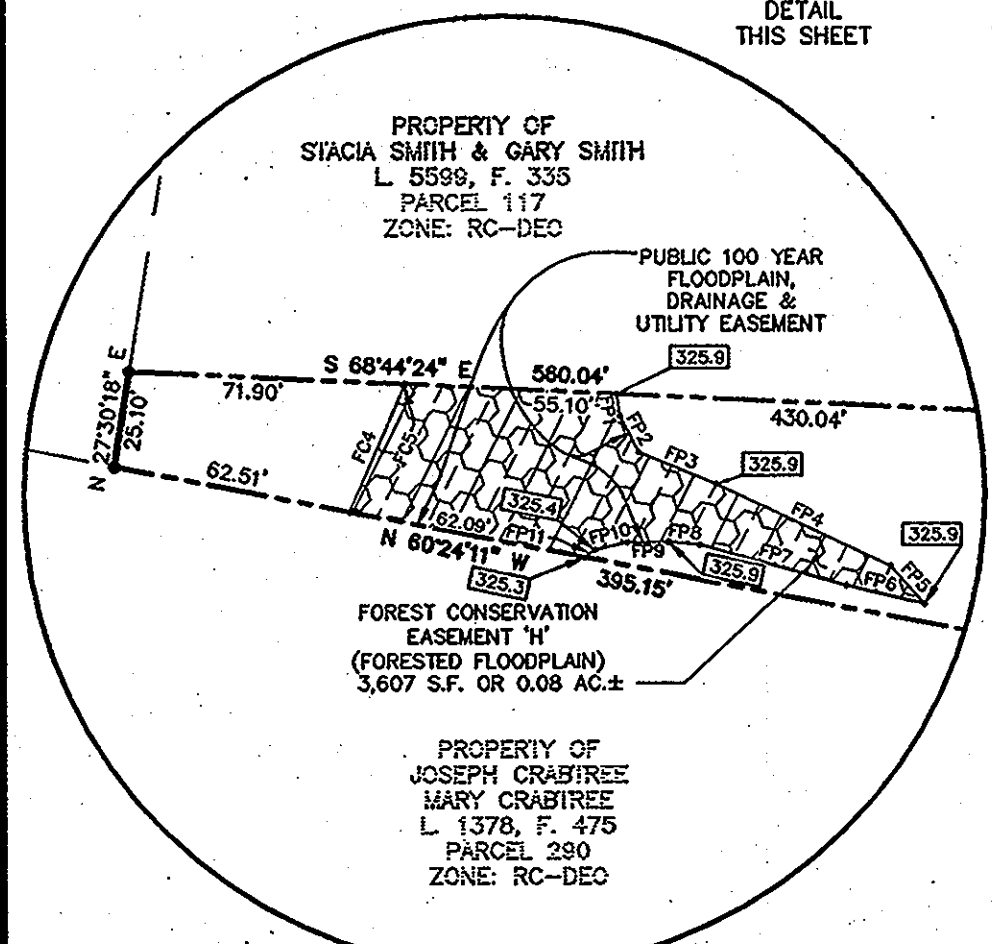 DETAIL
THIS SHEET
PROPERTY OF
STACIA SMITH & GARY SMITH
L. 5599, F. 335
PARCEL 117
ZONE: RC-DEO
PUBLIC 100 YEAR
FLOODPLAIN,
DRAINAGE &
UTILITY EASEMENT
325.9
S 68°44'24" E
560.04'
71.90'
55.10'
430.04'
N 27°30'18" E
25.10'
FC4
FC5
FP1
FP2
FP3
325.9
FP4
325.9
62.51'
325.4
62.09'
FP11
FP10
FP9
FP8
FP7
FP6
FP5
N 60°24'11" W
325.3
395.15'
325.9
FOREST CONSERVATION
EASEMENT 'H'
(FORESTED FLOODPLAIN)
3,607 S.F. OR 0.08 AC.±
PROPERTY OF
JOSEPH CRABTREE
MARY CRABTREE
L. 1378, F. 475
PARCEL 290
ZONE: RC-DEO